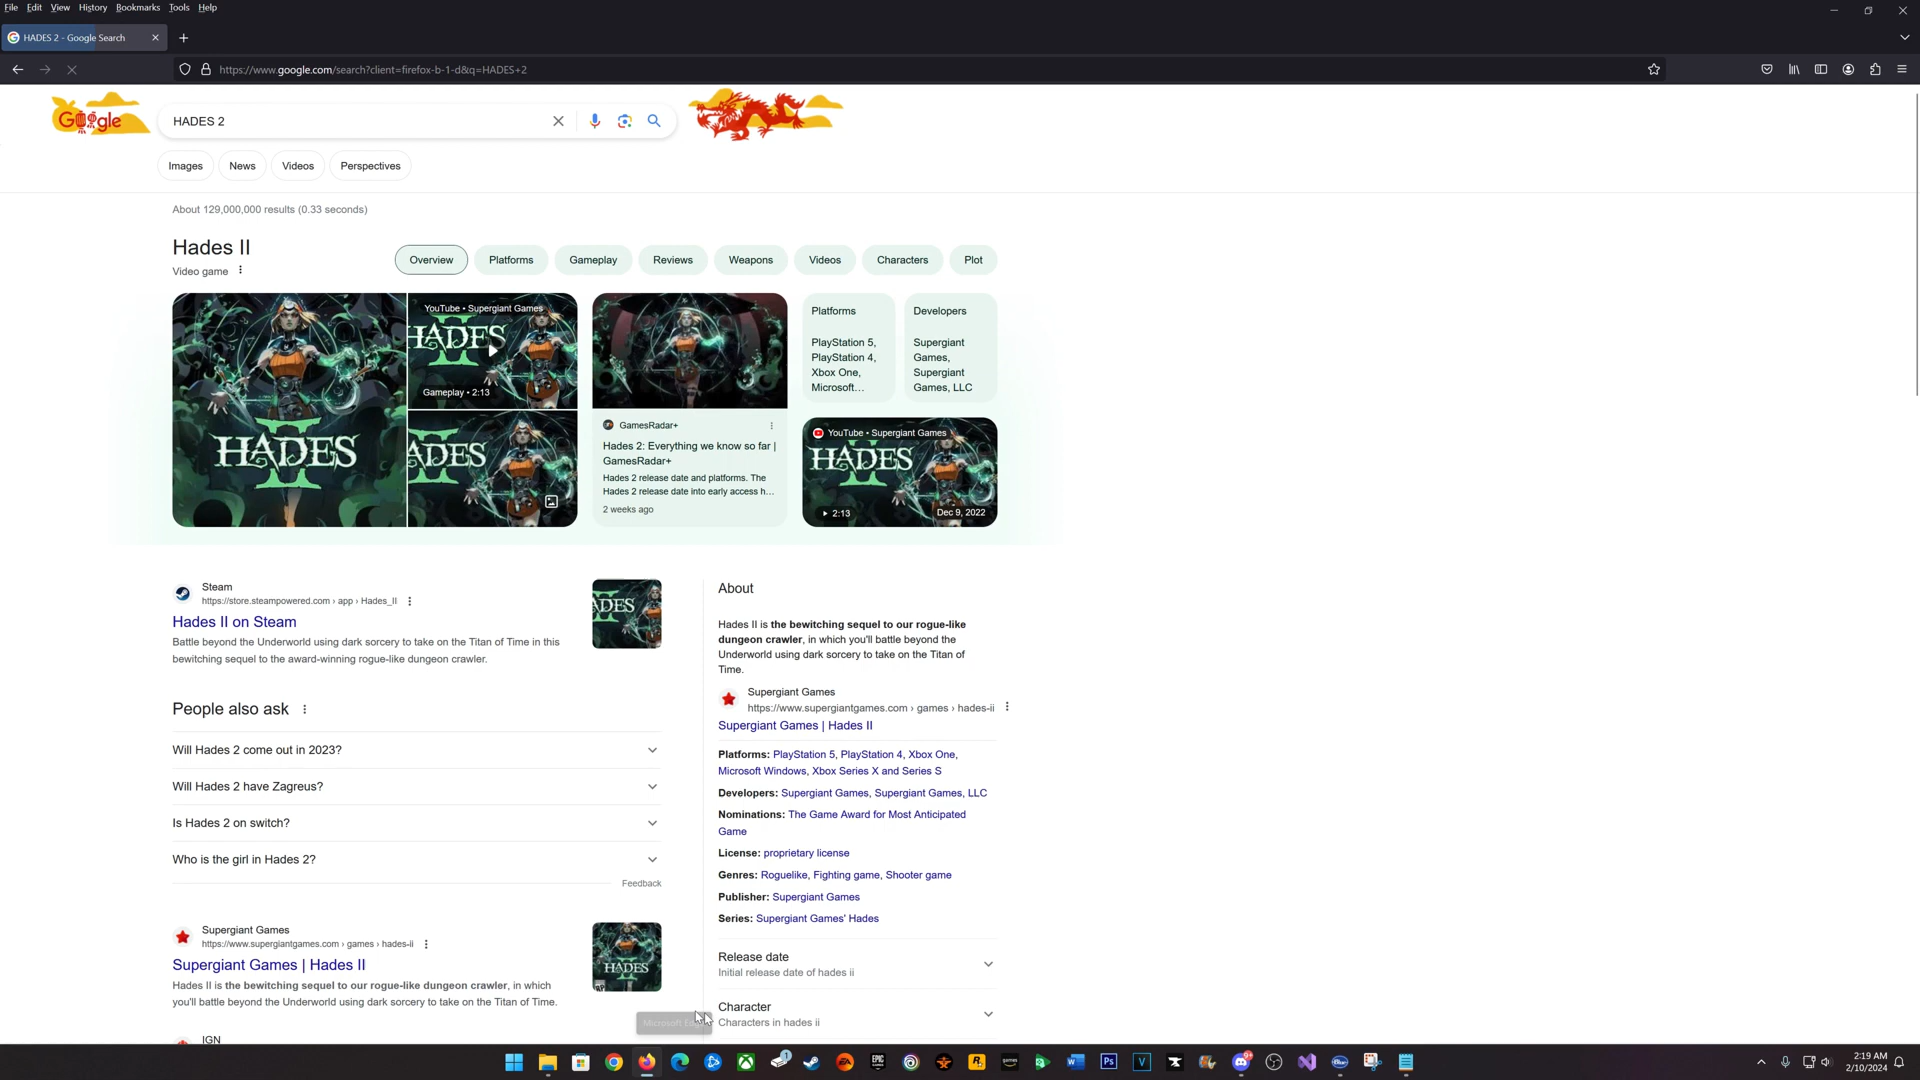 File Edit View History Bookmarks Tools Help
HADES 2 - Google Search
https://www.google.com/search?client=firefox-b-1-d&q=HADES+2
Google
HADES 2
Images News Videos Perspectives
About 129,000,000 results (0.33 seconds)
Hades II
Video game
Overview Platforms Gameplay Reviews Weapons Videos Characters Plot
HADES II
YouTube • Supergiant Games
HADES II
Gameplay • 2:13
HADES II
GamesRadar+
Hades 2: Everything we know so far |
GamesRadar+
Hades 2 release date and platforms. The
Hades 2 release date into early access h...
2 weeks ago
Platforms
PlayStation 5,
PlayStation 4,
Xbox One,
Microsoft...
Developers
Supergiant
Games,
Supergiant
Games, LLC
YouTube • Supergiant Games
HADES II
2:13
Dec 9, 2022
Steam
https://store.steampowered.com › app › Hades_II
Hades II on Steam
Battle beyond the Underworld using dark sorcery to take on the Titan of Time in this
bewitching sequel to the award-winning rogue-like dungeon crawler.
ADES
People also ask
Will Hades 2 come out in 2023?
Will Hades 2 have Zagreus?
Is Hades 2 on switch?
Who is the girl in Hades 2?
Feedback
Supergiant Games
https://www.supergiantgames.com › games › hades-ii
Supergiant Games | Hades II
Hades II is the bewitching sequel to our rogue-like dungeon crawler, in which
you'll battle beyond the Underworld using dark sorcery to take on the Titan of Time.
HADES
IGN
About
Hades II is the bewitching sequel to our rogue-like
dungeon crawler, in which you'll battle beyond the
Underworld using dark sorcery to take on the Titan of
Time.
Supergiant Games
https://www.supergiantgames.com › games › hades-ii
Supergiant Games | Hades II
Platforms: PlayStation 5, PlayStation 4, Xbox One,
Microsoft Windows, Xbox Series X and Series S
Developers: Supergiant Games, Supergiant Games, LLC
Nominations: The Game Award for Most Anticipated
Game
License: proprietary license
Genres: Roguelike, Fighting game, Shooter game
Publisher: Supergiant Games
Series: Supergiant Games' Hades
Release date
Initial release date of hades ii
Character
Characters in hades ii
Microsoft Edge
2:19 AM
2/10/2024